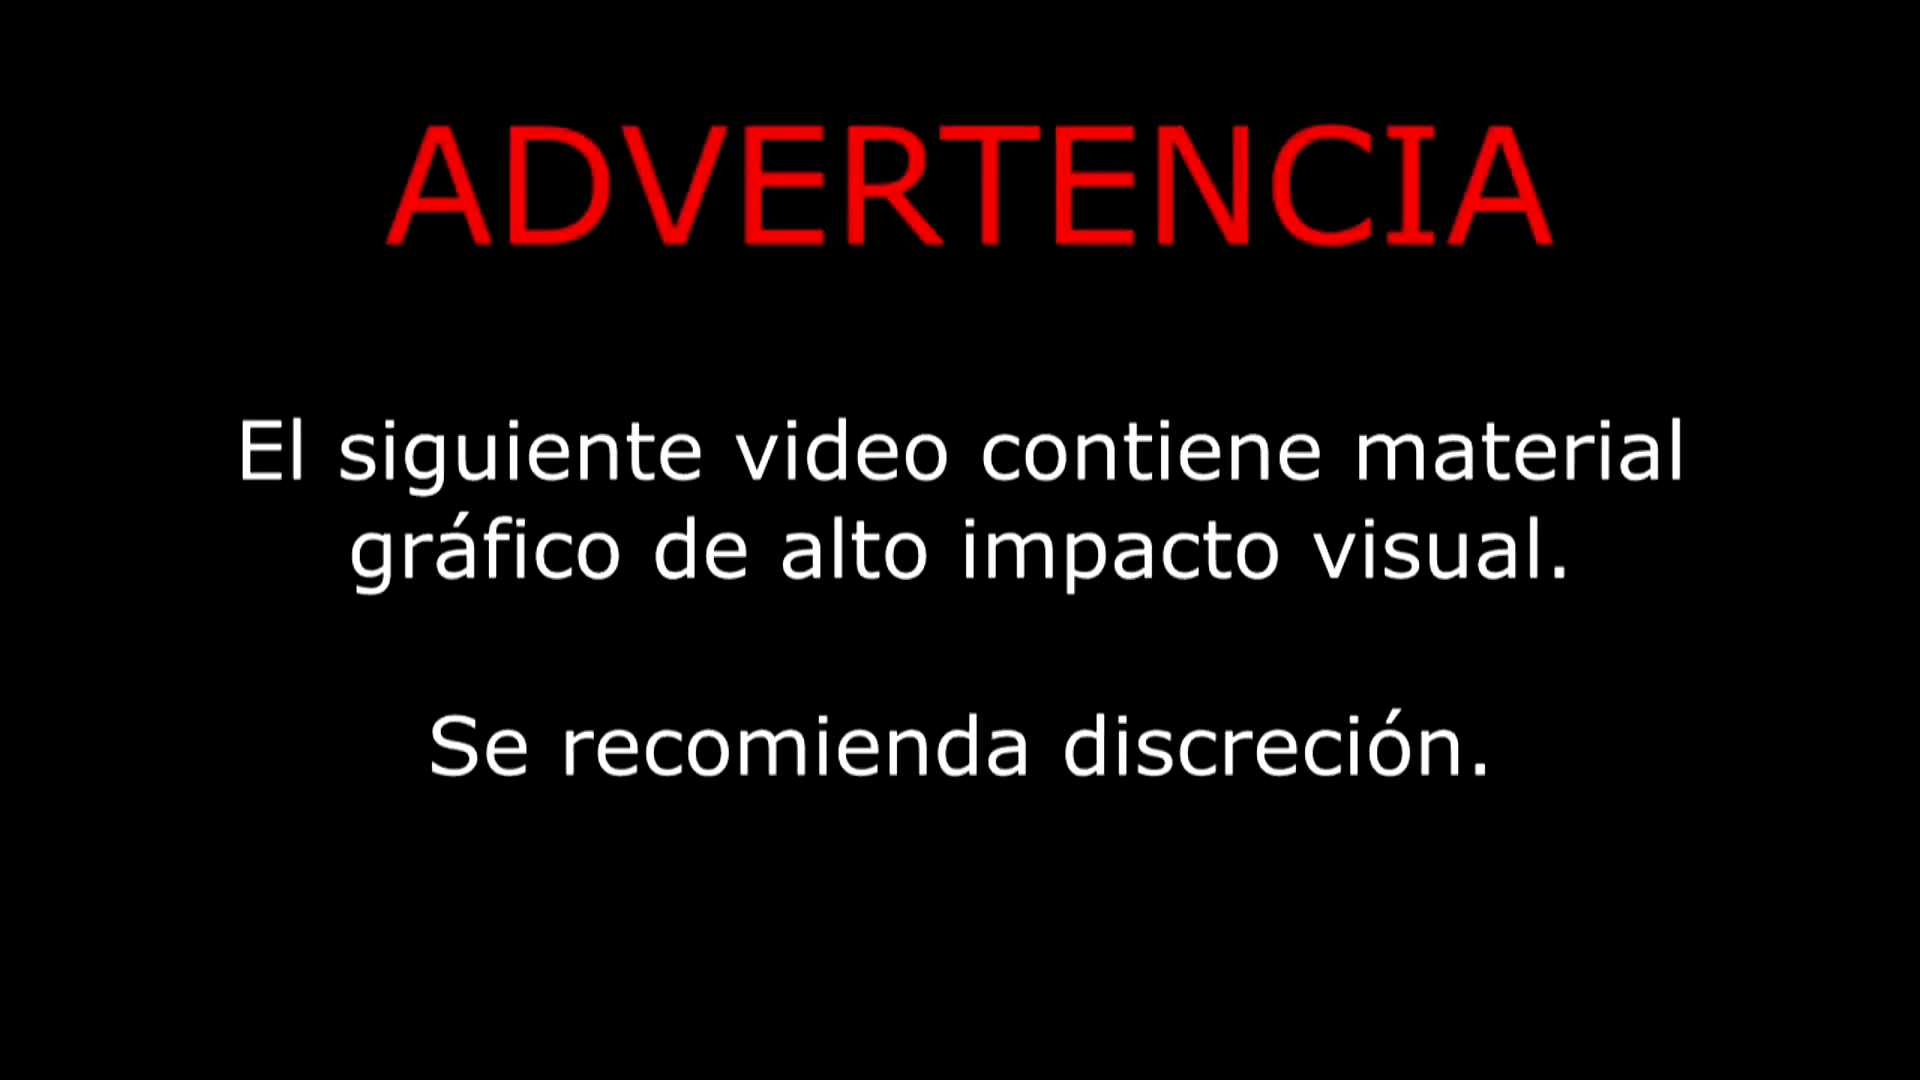 ADVERTENCIA
El siguiente video contiene material
gráfico de alto impacto visual.
Se recomienda discreción.